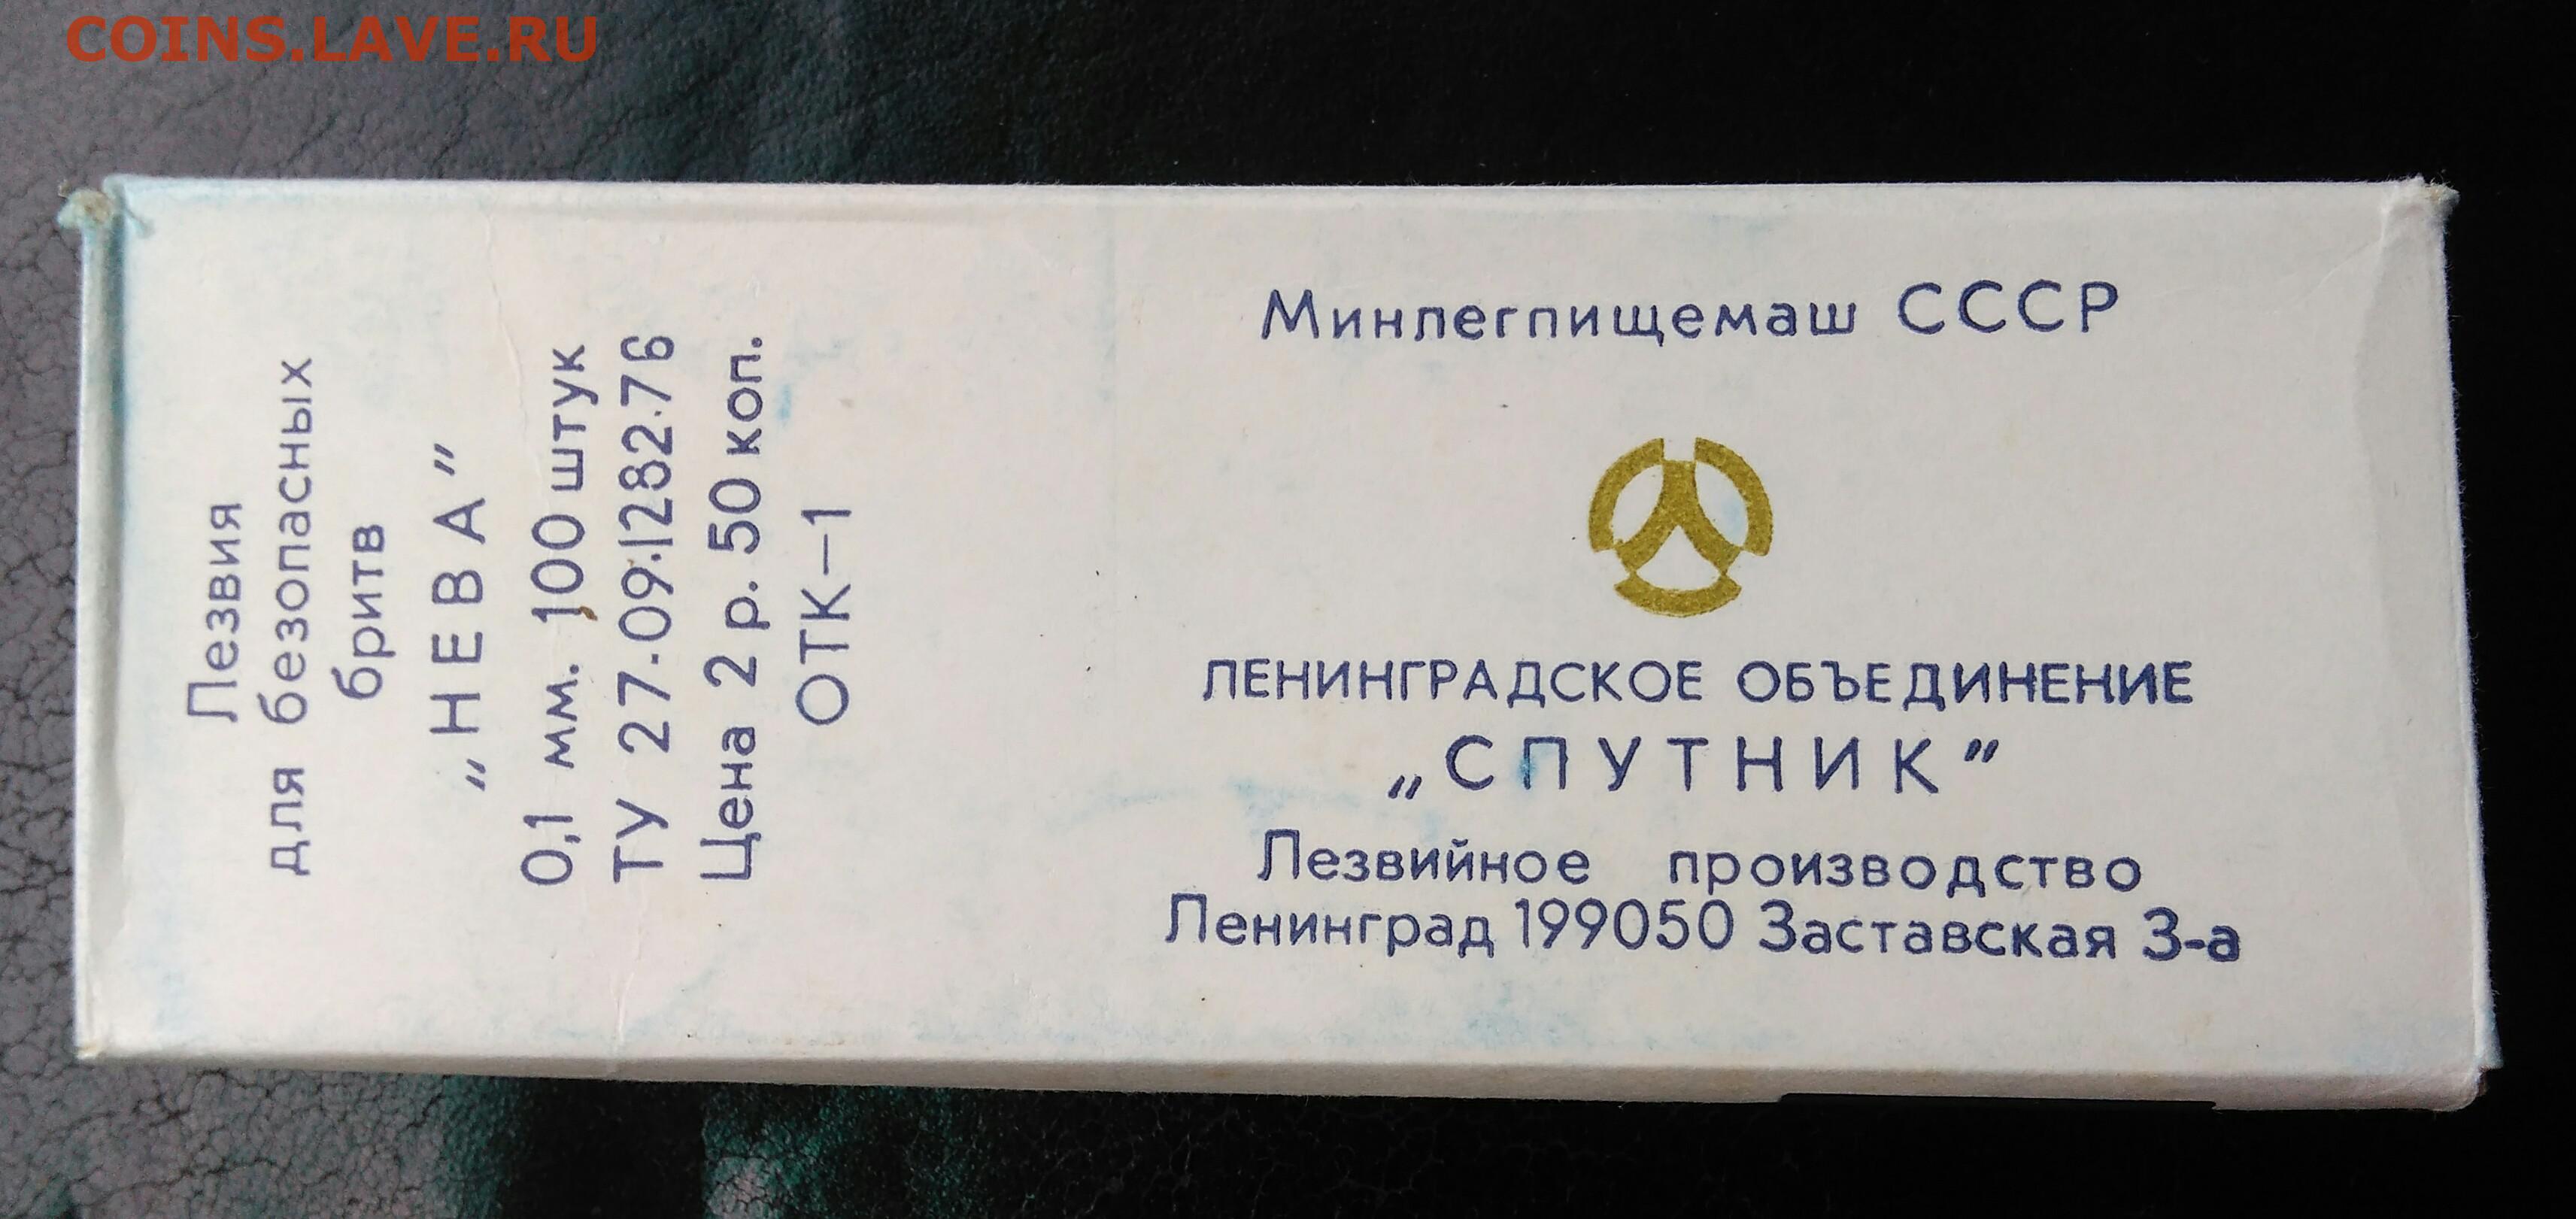 COINS.LAVE.RU
Лезвия
для безопасных
бритв
„НЕВА”
0,1 мм. 100 штук
ТУ 27.09.1282.76
Цена 2 р. 50 коп.
ОТК-1
Минлегпищемаш СССР
ЛЕНИНГРАДСКОЕ ОБЪЕДИНЕНИЕ
„СПУТНИК”
Лезвийное производство
Ленинград 199050 Заставская 3-а